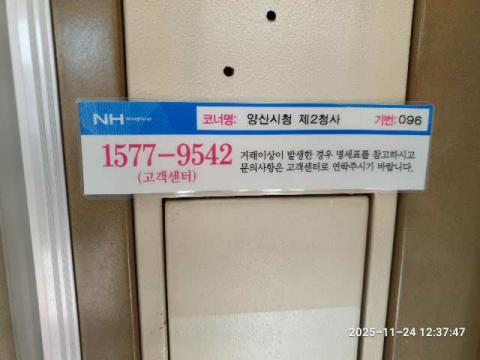 NH 코너명: 양산시청 제2청사 기번: 096
1577-9542
(고객센터)
거래이상이 발생한 경우 명세표를 참고하시고
문의사항은 고객센터로 연락주시기 바랍니다.
2025-11-24 12:37:47